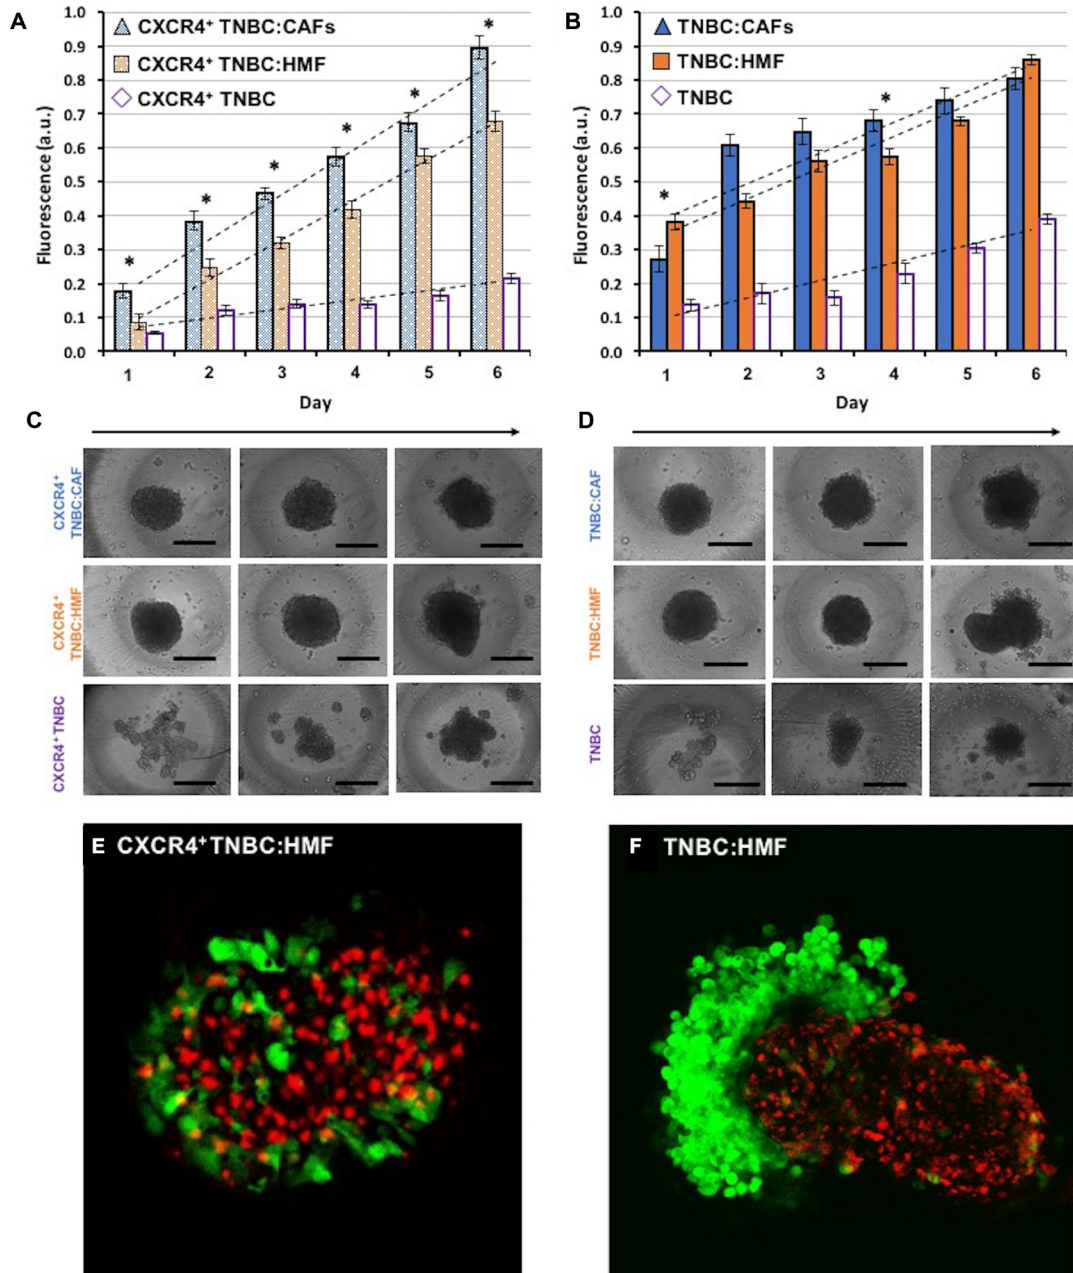 A
CXCR4+ TNBC:CAFs
CXCR4+ TNBC:HMF
CXCR4+ TNBC
Fluorescence (a.u.)
1.0
0.9
0.8
0.7
0.6
0.5
0.4
0.3
0.2
0.1
0.0
* * * * * *
1 2 3 4 5 6
Day
B
TNBC:CAFs
TNBC:HMF
TNBC
Fluorescence (a.u.)
1.0
0.9
0.8
0.7
0.6
0.5
0.4
0.3
0.2
0.1
0.0
* *
1 2 3 4 5 6
Day
C
CXCR4+
TNBC:CAF
CXCR4+
TNBC:HMF
CXCR4+TNBC
D
TNBC:CAF
TNBC:HMF
TNBC
E CXCR4+TNBC:HMF
F TNBC:HMF